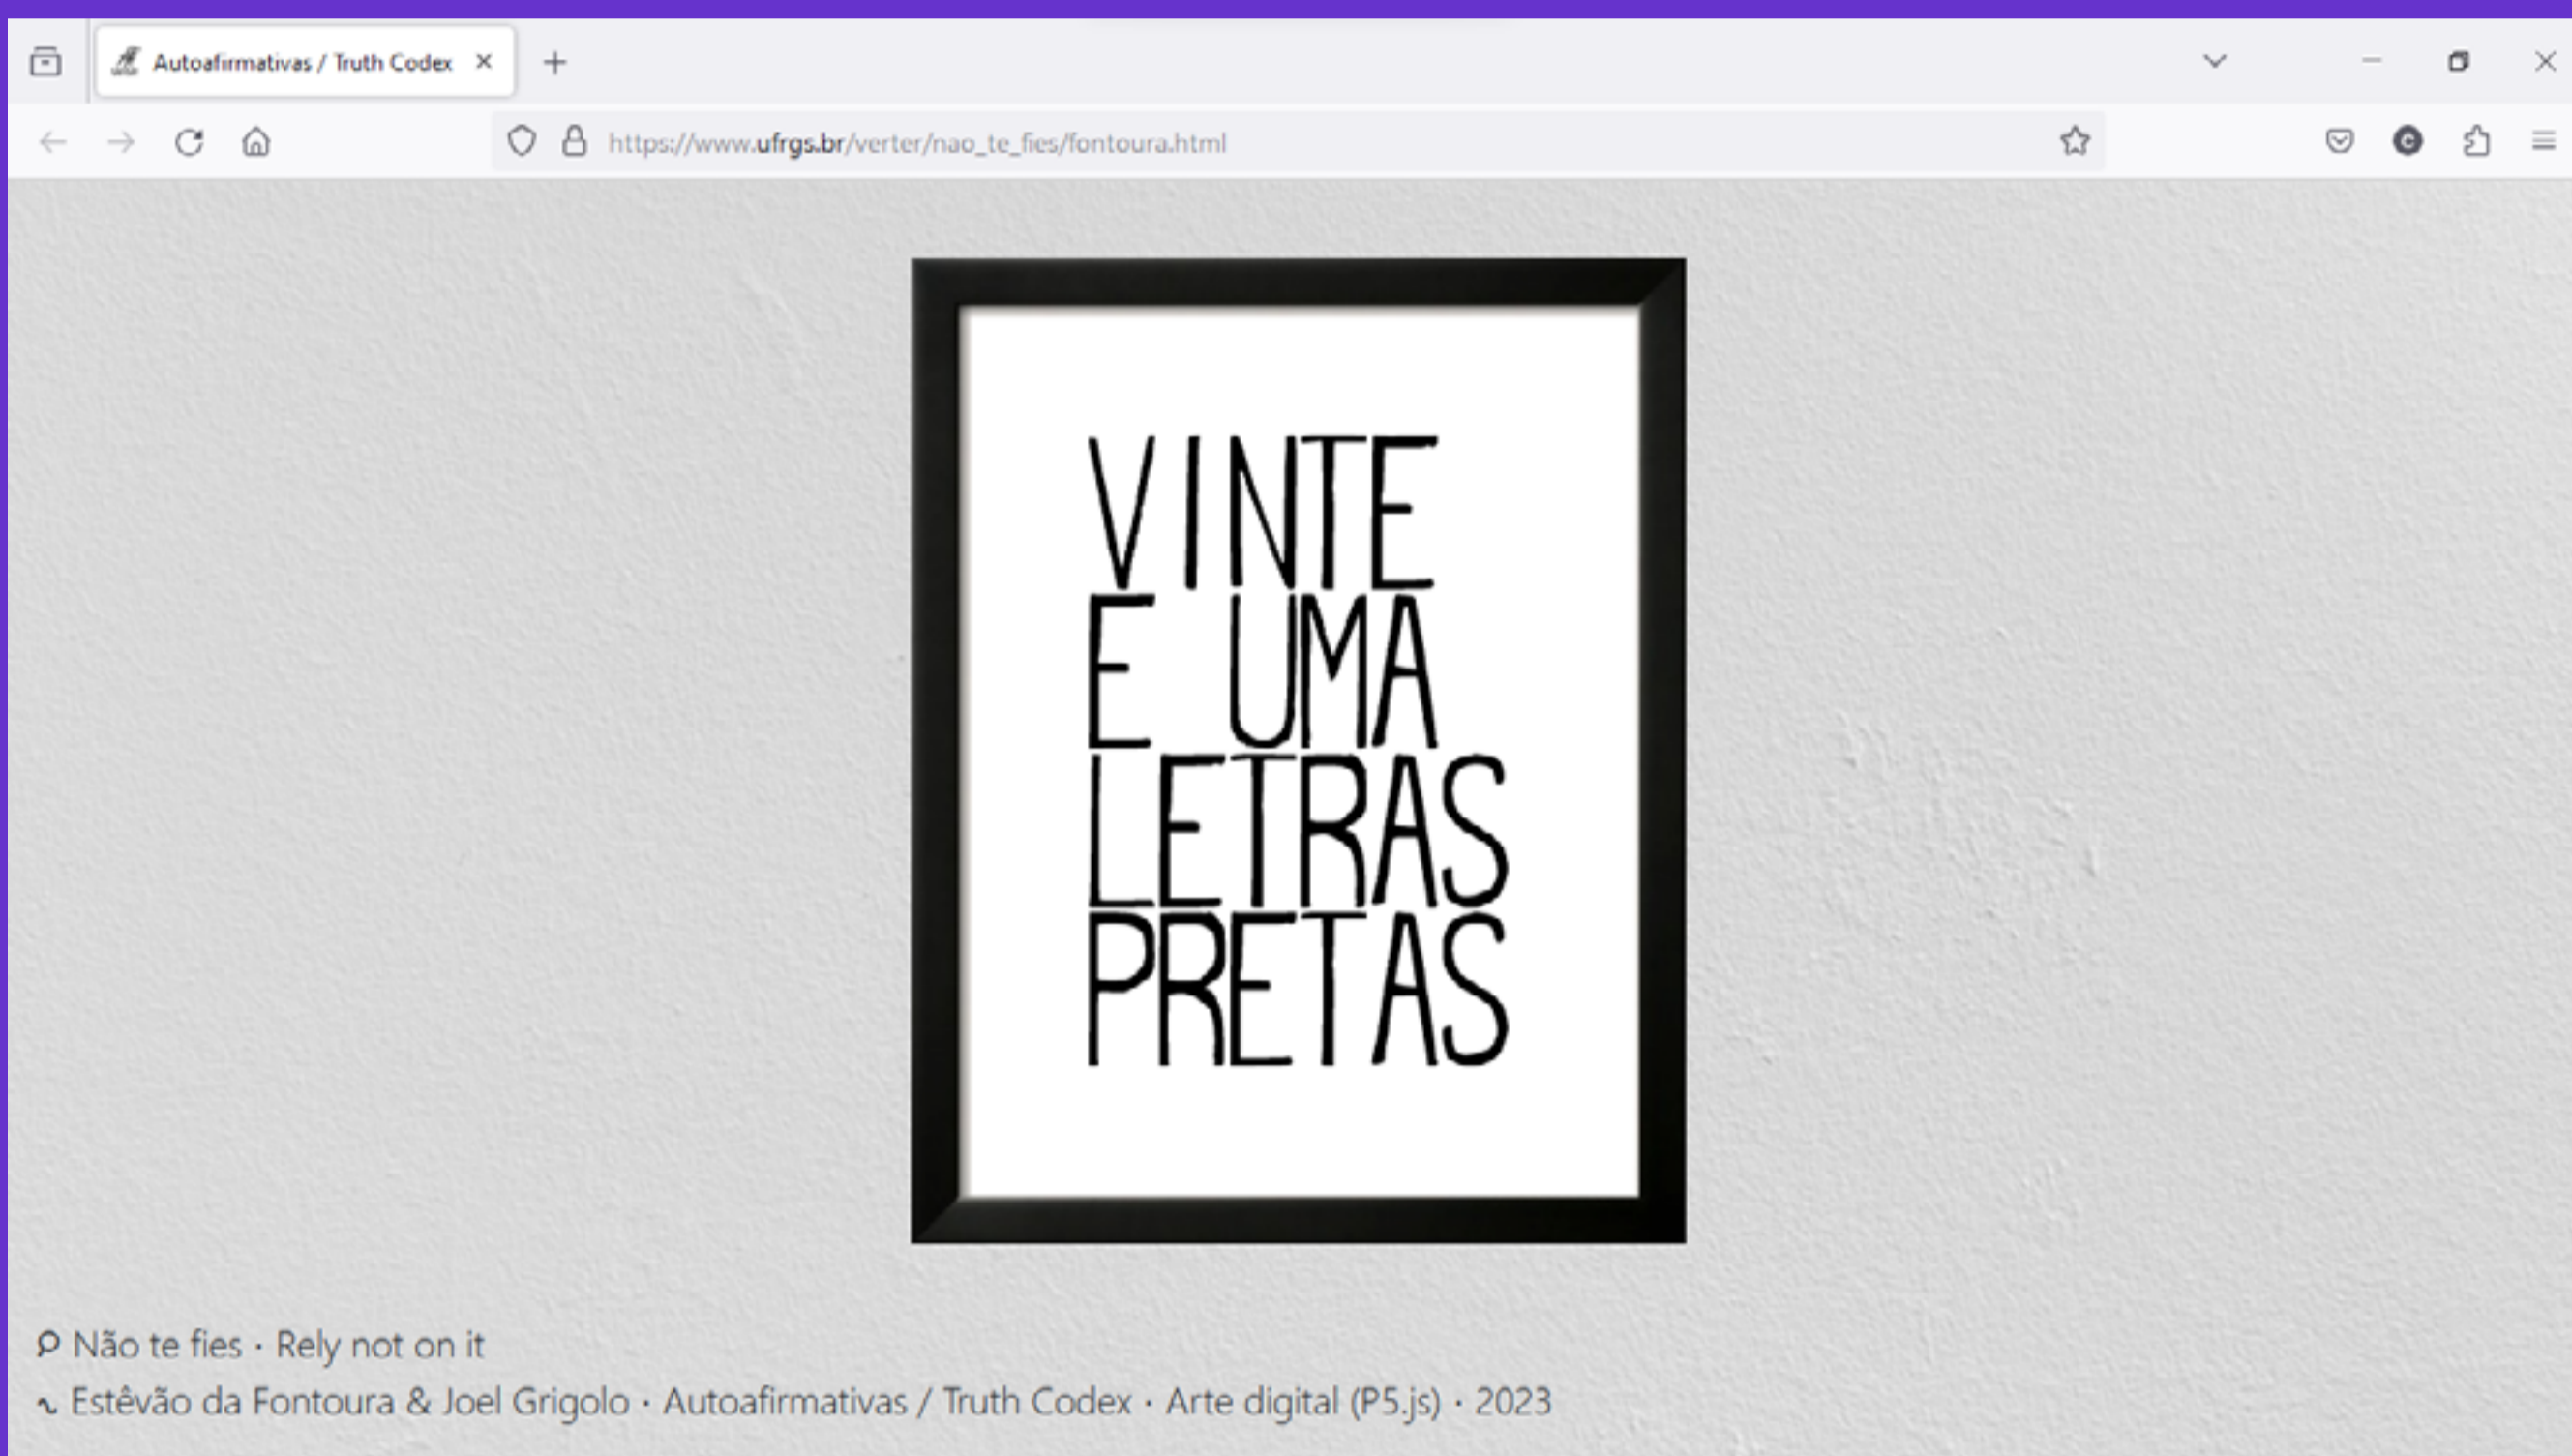 Autoafirmativas / Truth Codex
https://www.ufrgs.br/verter/nao_te_fies/fontoura.html
VINTE
E UMA
LETRAS
PRETAS
Não te fies · Rely not on it
Estêvão da Fontoura & Joel Grigolo · Autoafirmativas / Truth Codex · Arte digital (P5.js) · 2023